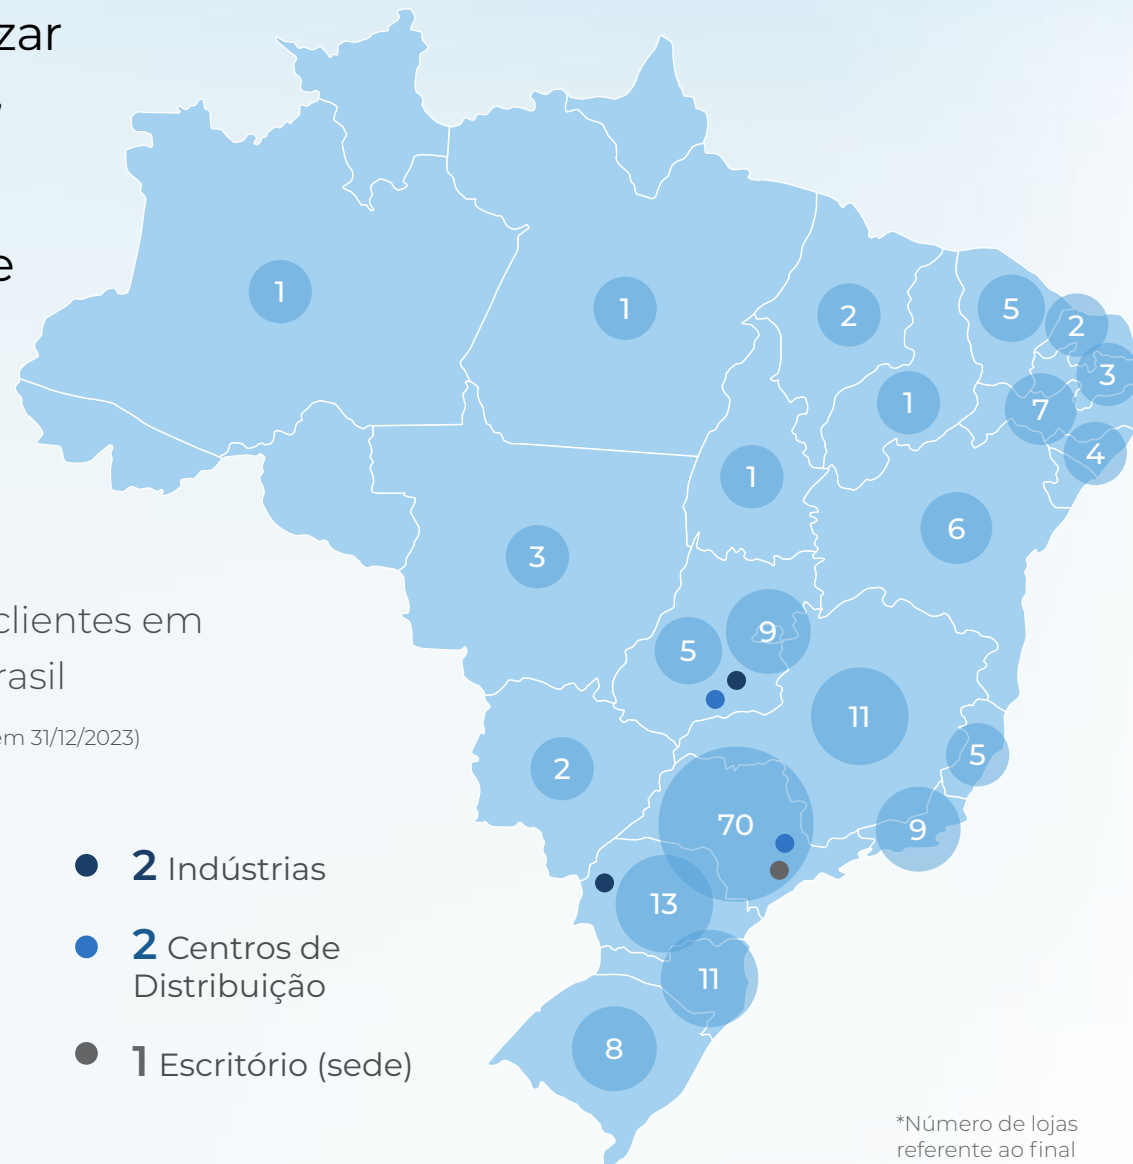 zar
,
e
clientes em
rasil
em 31/12/2023)
1
1
2
5
2
3
1
7
4
1
6
3
9
5
11
5
2
70
9
13
11
8
2 Indústrias
2 Centros de
Distribuição
1 Escritório (sede)
*Número de lojas
referente ao final